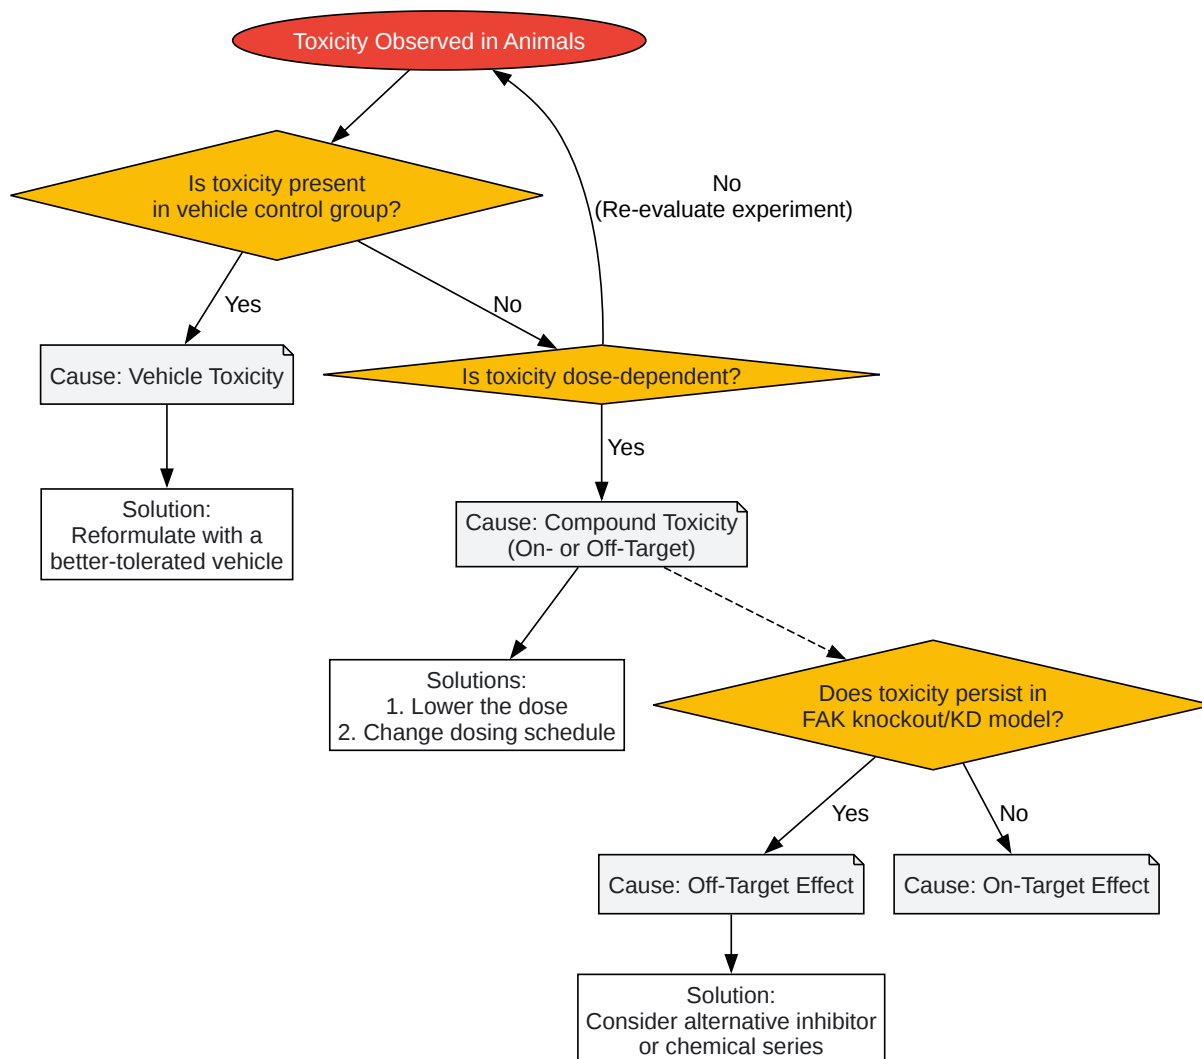 Toxicity Observed in Animals
Is toxicity present
in vehicle control group?
No
(Re-evaluate experiment)
Yes
No
Cause: Vehicle Toxicity
Is toxicity dose-dependent?
Yes
Solution:
Reformulate with a
better-tolerated vehicle
Cause: Compound Toxicity
(On- or Off-Target)
Solutions:
1. Lower the dose
2. Change dosing schedule
Does toxicity persist in
FAK knockout/KD model?
Yes
No
Cause: Off-Target Effect
Cause: On-Target Effect
Solution:
Consider alternative inhibitor
or chemical series